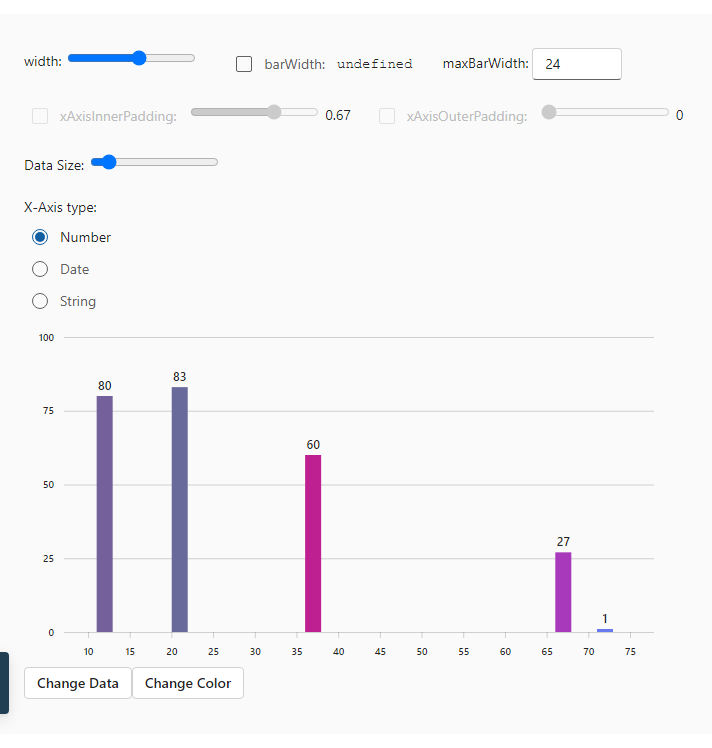 width: barWidth: undefined maxBarWidth: 24
xAxisInnerPadding: 0.67 xAxisOuterPadding: 0
Data Size:
X-Axis type:
Number
Date
String
100
83
80
75
60
50
27
25
1
0
10 15 20 25 30 35 40 45 50 55 60 65 70 75
Change Data Change Color